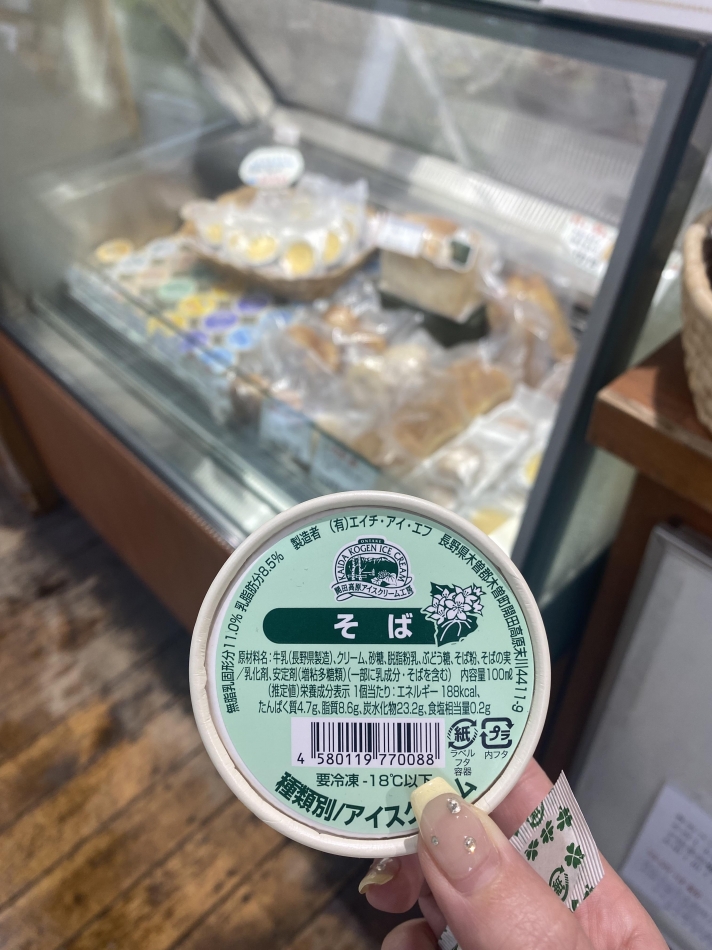 無脂乳固形分11.0% 乳脂肪分8.5% 製造者 (有)エイチ・アイ・エフ 長野県木曽郡木曽町開田高原末川4411-9
ONTAKE
KAIDA KOGEN ICE CREAM
開田高原アイスクリーム工房
そば
原材料名:牛乳(長野県製造)、クリーム、砂糖、脱脂粉乳、ぶどう糖、そば粉、そばの実
/乳化剤、安定剤(増粘多糖類)(一部に乳成分・そばを含む) 内容量100ml
(推定値)栄養成分表示 1個当たり:エネルギー188kcal、
たんぱく質4.7g、脂質8.6g、炭水化物23.2g、食塩相当量0.2g
4 580119 770088
紙
ラベル
フタ
容器
プラ
内フタ
要冷凍-18℃以下
種類別/アイスクリーム
紙